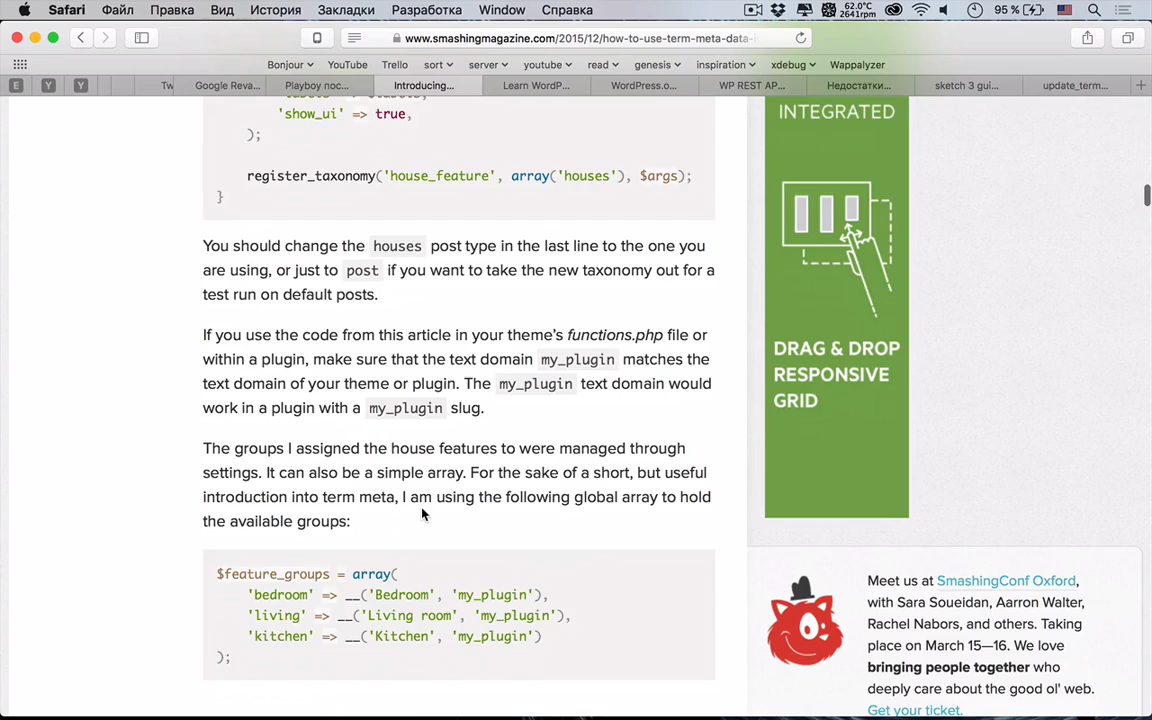 Safari Файл Правка Вид История Закладки Разработка Window Справка 62.0°C 2641rpm 95 %
www.smashingmagazine.com/2015/12/how-to-use-term-meta-data-
Bonjour YouTube Trello sort server youtube read genesis inspiration xdebug Wappalyzer
E Y Y Tw Google Reva... Playboy пос... Introducing... Learn WordP... WordPress.o... WP REST AP... Недостатки... sketch 3 gui... update_term...
'show_ui' => true,
);
register_taxonomy('house_feature', array('houses'), $args);
}
You should change the houses post type in the last line to the one you
are using, or just to post if you want to take the new taxonomy out for a
test run on default posts.
If you use the code from this article in your theme's functions.php file or
within a plugin, make sure that the text domain my_plugin matches the
text domain of your theme or plugin. The my_plugin text domain would
work in a plugin with a my_plugin slug.
The groups I assigned the house features to were managed through
settings. It can also be a simple array. For the sake of a short, but useful
introduction into term meta, I am using the following global array to hold
the available groups:
$feature_groups = array(
'bedroom' => __('Bedroom', 'my_plugin'),
'living' => __('Living room', 'my_plugin'),
'kitchen' => __('Kitchen', 'my_plugin')
);
INTEGRATED
DRAG & DROP
RESPONSIVE
GRID
Meet us at SmashingConf Oxford,
with Sara Soueidan, Aarron Walter,
Rachel Nabors, and others. Taking
place on March 15—16. We love
bringing people together who
deeply care about the good ol' web.
Get your ticket.